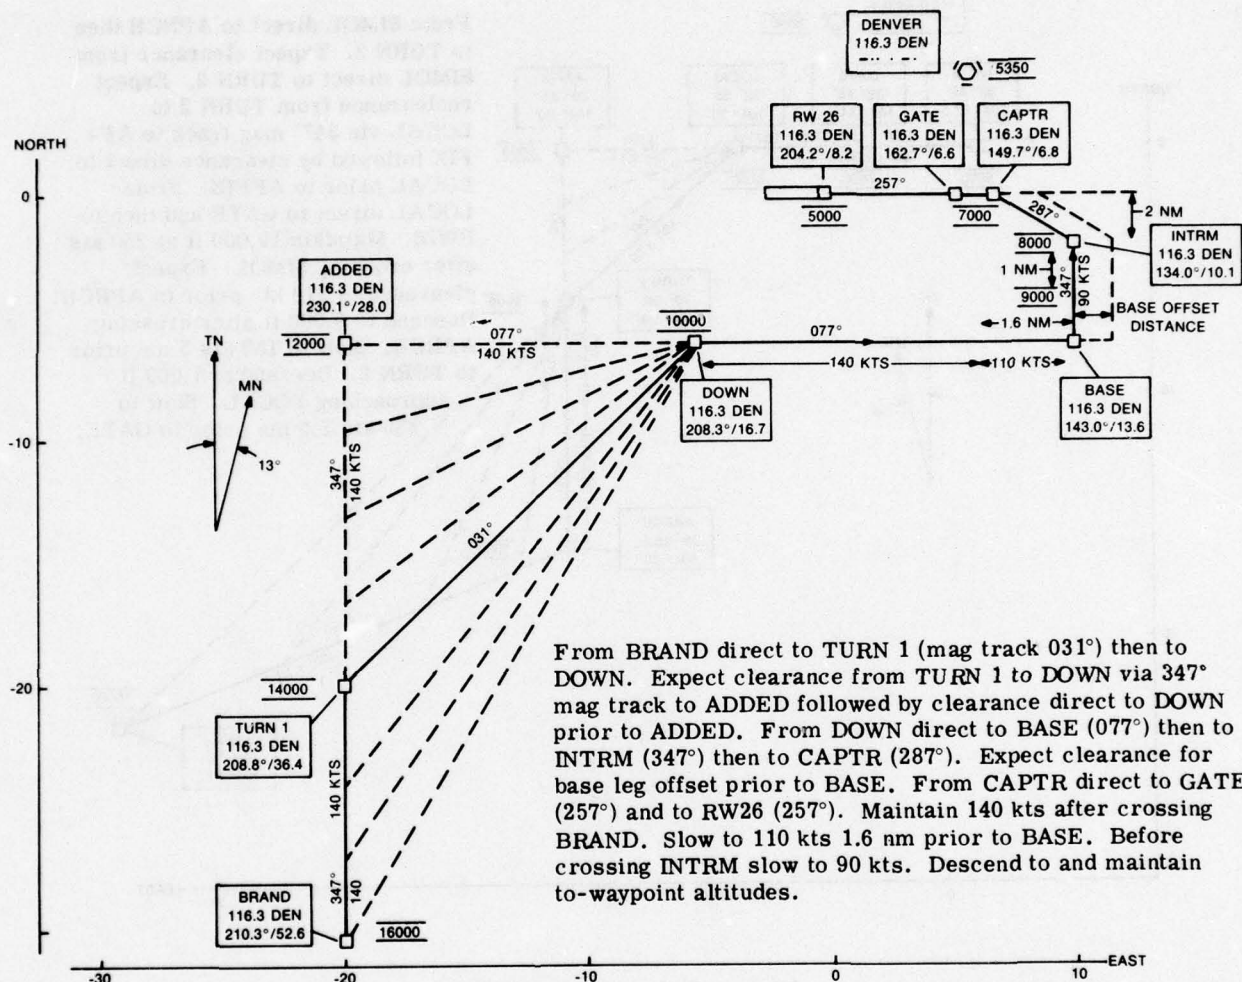 DENVER
116.3 DEN
5350
RW 26
116.3 DEN
204.2°/8.2
GATE
116.3 DEN
162.7°/6.6
CAPTR
116.3 DEN
149.7°/6.8
NORTH
0
257°
5000
7000
287°
2 NM
8000
1 NM
9000
347°
90 KTS
INTRM
116.3 DEN
134.0°/10.1
ADDED
116.3 DEN
230.1°/28.0
12000
077°
140 KTS
10000
077°
140 KTS
110 KTS
1.6 NM
BASE OFFSET
DISTANCE
TN
MN
13°
DOWN
116.3 DEN
208.3°/16.7
BASE
116.3 DEN
143.0°/13.6
-10
347°
140 KTS
031°
-20
14000
TURN 1
116.3 DEN
208.8°/36.4
140 KTS
347°
140
BRAND
116.3 DEN
210.3°/52.6
16000
From BRAND direct to TURN 1 (mag track 031°) then to
DOWN. Expect clearance from TURN 1 to DOWN via 347°
mag track to ADDED followed by clearance direct to DOWN
prior to ADDED. From DOWN direct to BASE (077°) then to
INTRM (347°) then to CAPTR (287°). Expect clearance for
base leg offset prior to BASE. From CAPTR direct to GATE
(257°) and to RW26 (257°). Maintain 140 kts after crossing
BRAND. Slow to 110 kts 1.6 nm prior to BASE. Before
crossing INTRM slow to 90 kts. Descend to and maintain
to-waypoint altitudes.
-30
-20
-10
0
10
EAST